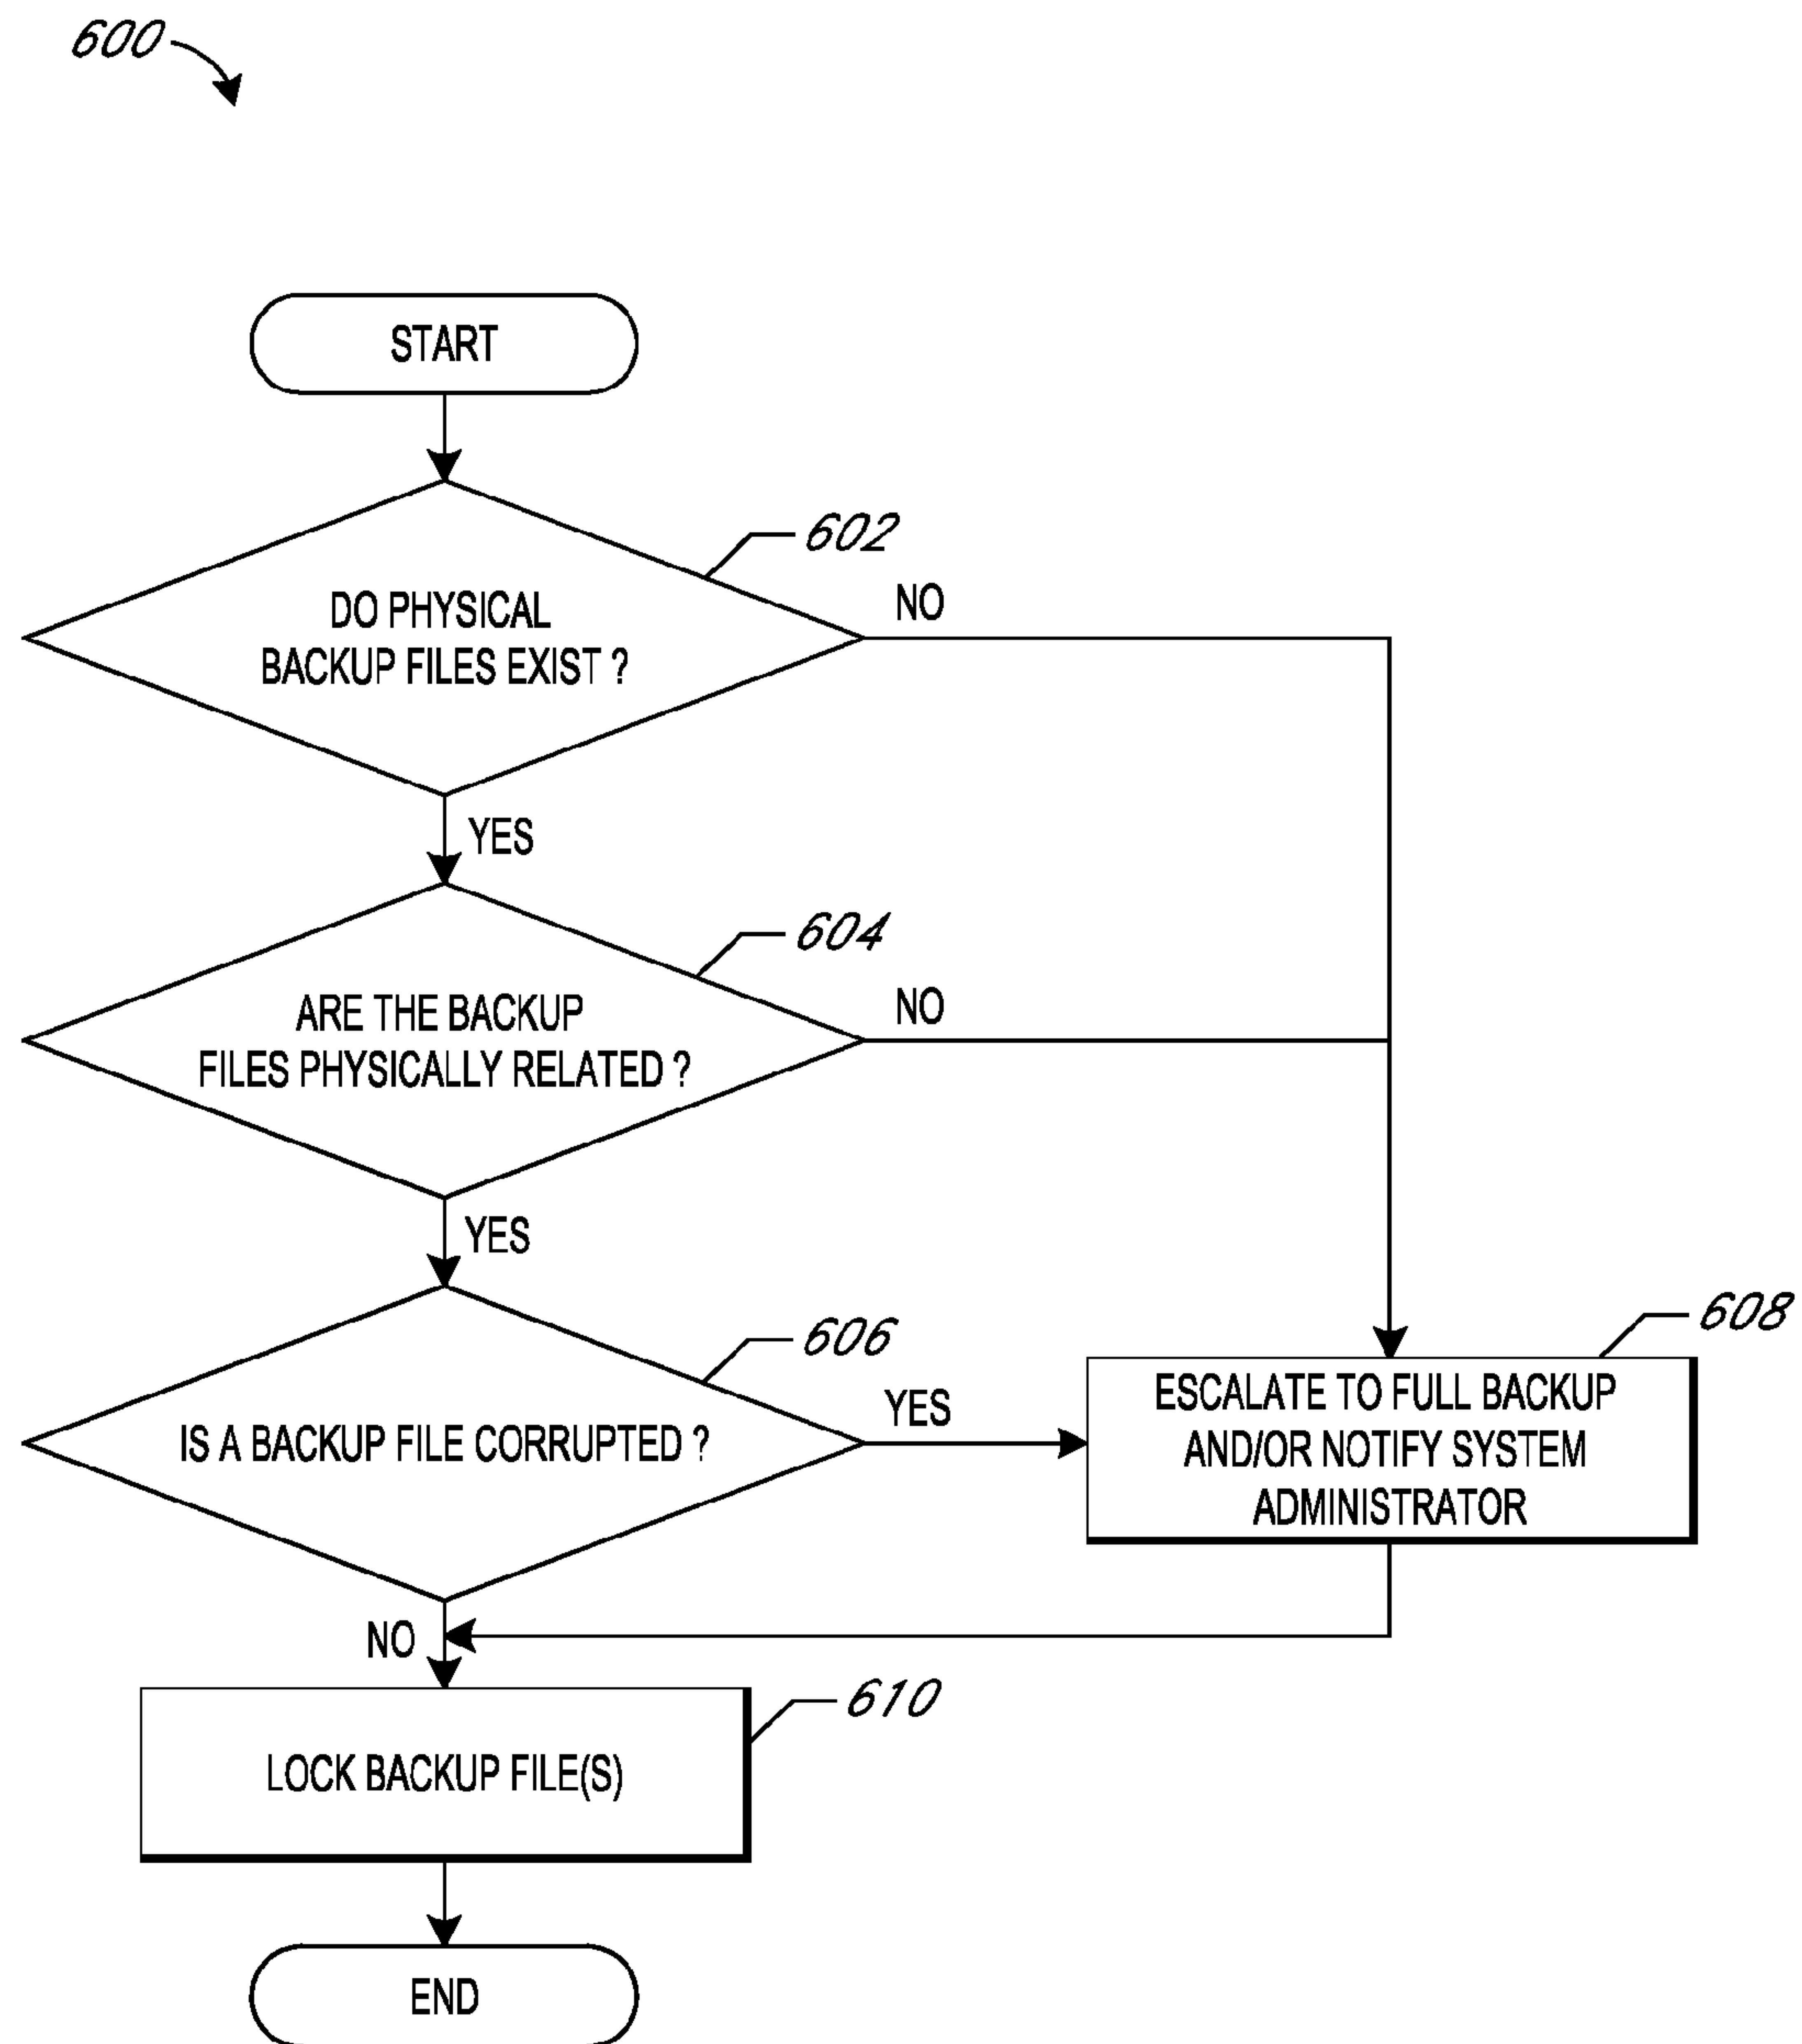 600
START
602
NO
DO PHYSICAL
BACKUP FILES EXIST ?
YES
604
NO
ARE THE BACKUP
FILES PHYSICALLY RELATED ?
YES
606
YES
IS A BACKUP FILE CORRUPTED ?
608
ESCALATE TO FULL BACKUP
AND/OR NOTIFY SYSTEM
ADMINISTRATOR
NO
610
LOCK BACKUP FILE(S)
END